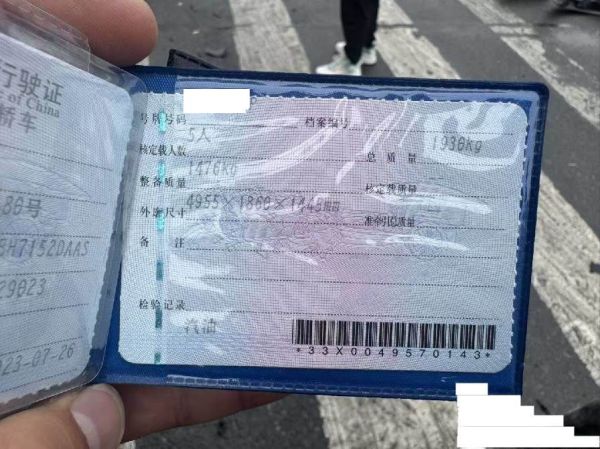 行驶证
of China
轿车
80号
5H7152DAAS
29023
23-07-26
号牌号码
档案编号
核定载人数 5人
总质量 1930Kg
整备质量 1470Kg
核定载质量
外廓尺寸 4955×1860×1445mm
准牵引总质量
备注
检验记录
汽油
*33X0049570143*